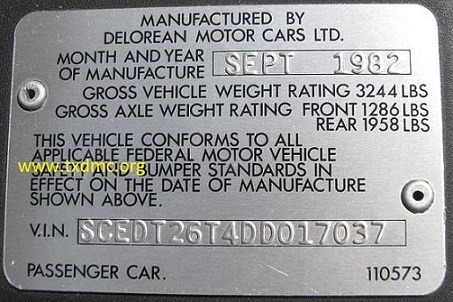 MANUFACTURED BY
DELOREAN MOTOR CARS LTD.
MONTH AND YEAR
OF MANUFACTURE SEPT 1982
GROSS VEHICLE WEIGHT RATING 3244 LBS
GROSS AXLE WEIGHT RATING FRONT 1286 LBS
REAR 1958 LBS
THIS VEHICLE CONFORMS TO ALL
APPLICABLE FEDERAL MOTOR VEHICLE
www.txdmc.org
SAFETY AND BUMPER STANDARDS IN
EFFECT ON THE DATE OF MANUFACTURE
SHOWN ABOVE.
V.I.N. SCEDT26T4DD017037
PASSENGER CAR. 110573